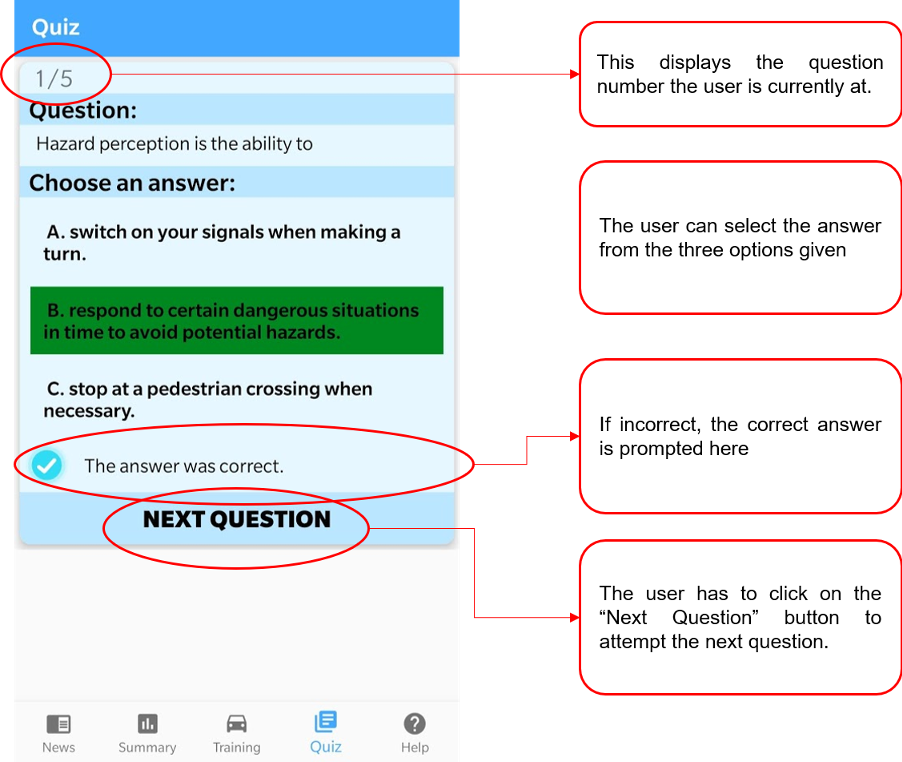 Quiz
1/5
Question:
Hazard perception is the ability to
Choose an answer:
A. switch on your signals when making a
turn.
B. respond to certain dangerous situations
in time to avoid potential hazards.
C. stop at a pedestrian crossing when
necessary.
The answer was correct.
NEXT QUESTION
News
Summary
Training
Quiz
Help
This displays the question
number the user is currently at.
The user can select the answer
from the three options given
If incorrect, the correct answer
is prompted here
The user has to click on the
“Next Question” button to
attempt the next question.